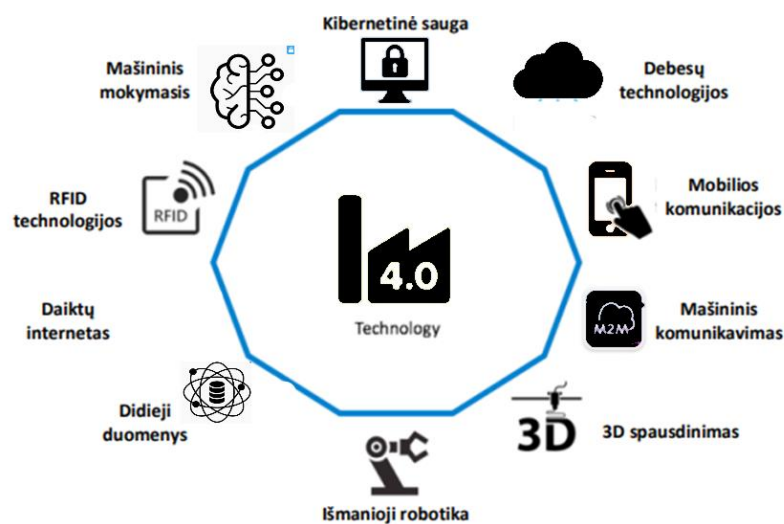 Kibernetinė sauga
Mašininis
mokymasis
Debesų
technologijos
RFID
technologijos
RFID
Mobilios
komunikacijos
4.0
Technology
Daiktų
internetas
M2M
Mašininis
komunikavimas
Didieji
duomenys
3D
3D spausdinimas
Išmanioji robotika